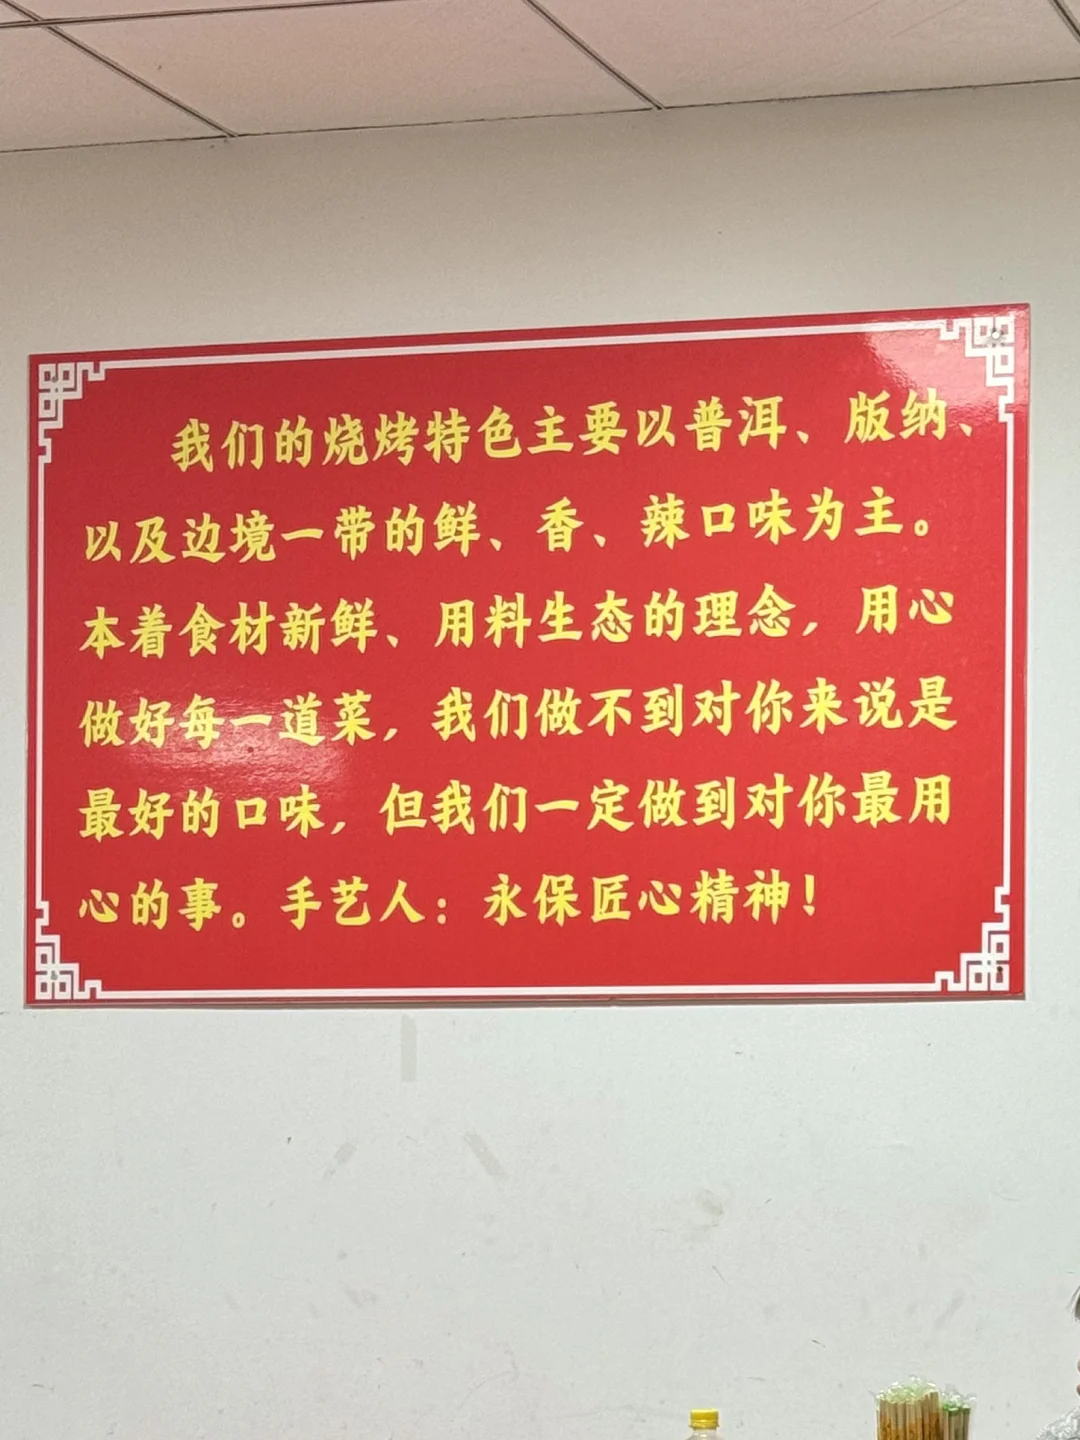 我们的烧烤特色主要以普洱、版纳、
以及边境一带的鲜、香、辣口味为主。
本着食材新鲜、用料生态的理念，用心
做好每一道菜，我们做不到对你来说是
最好的口味，但我们一定做到对你最用
心的事。手艺人：永保匠心精神！